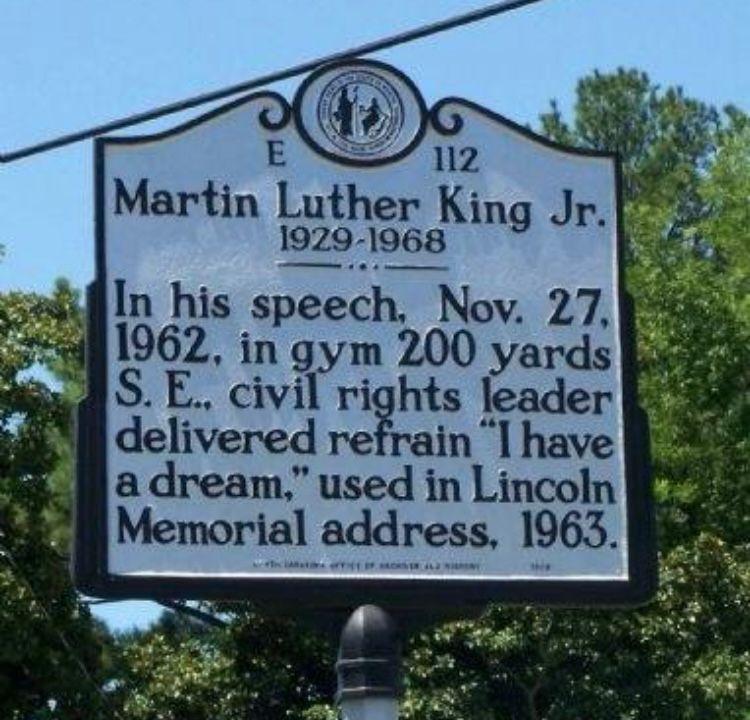 E 112
Martin Luther King Jr.
1929-1968
In his speech, Nov. 27,
1962, in gym 200 yards
S. E., civil rights leader
delivered refrain “I have
a dream,” used in Lincoln
Memorial address, 1963.